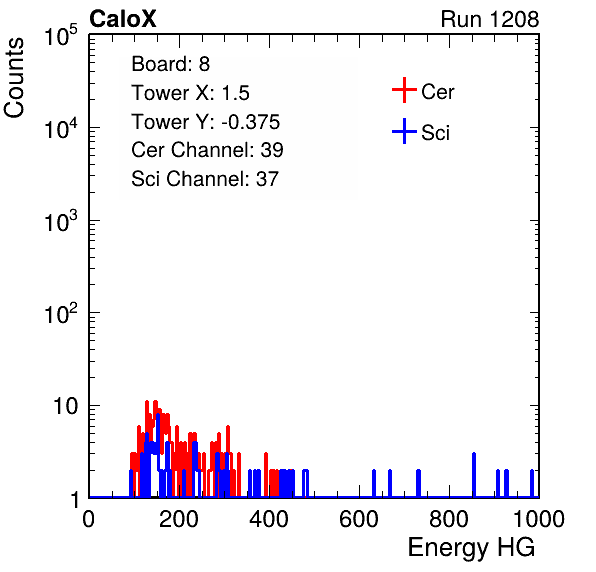 CaloX Run 1208
Counts
Board: 8
Tower X: 1.5
Tower Y: -0.375
Cer Channel: 39
Sci Channel: 37
Cer
Sci
10^5
10^4
10^3
10^2
10
1
0 200 400 600 800 1000
Energy HG